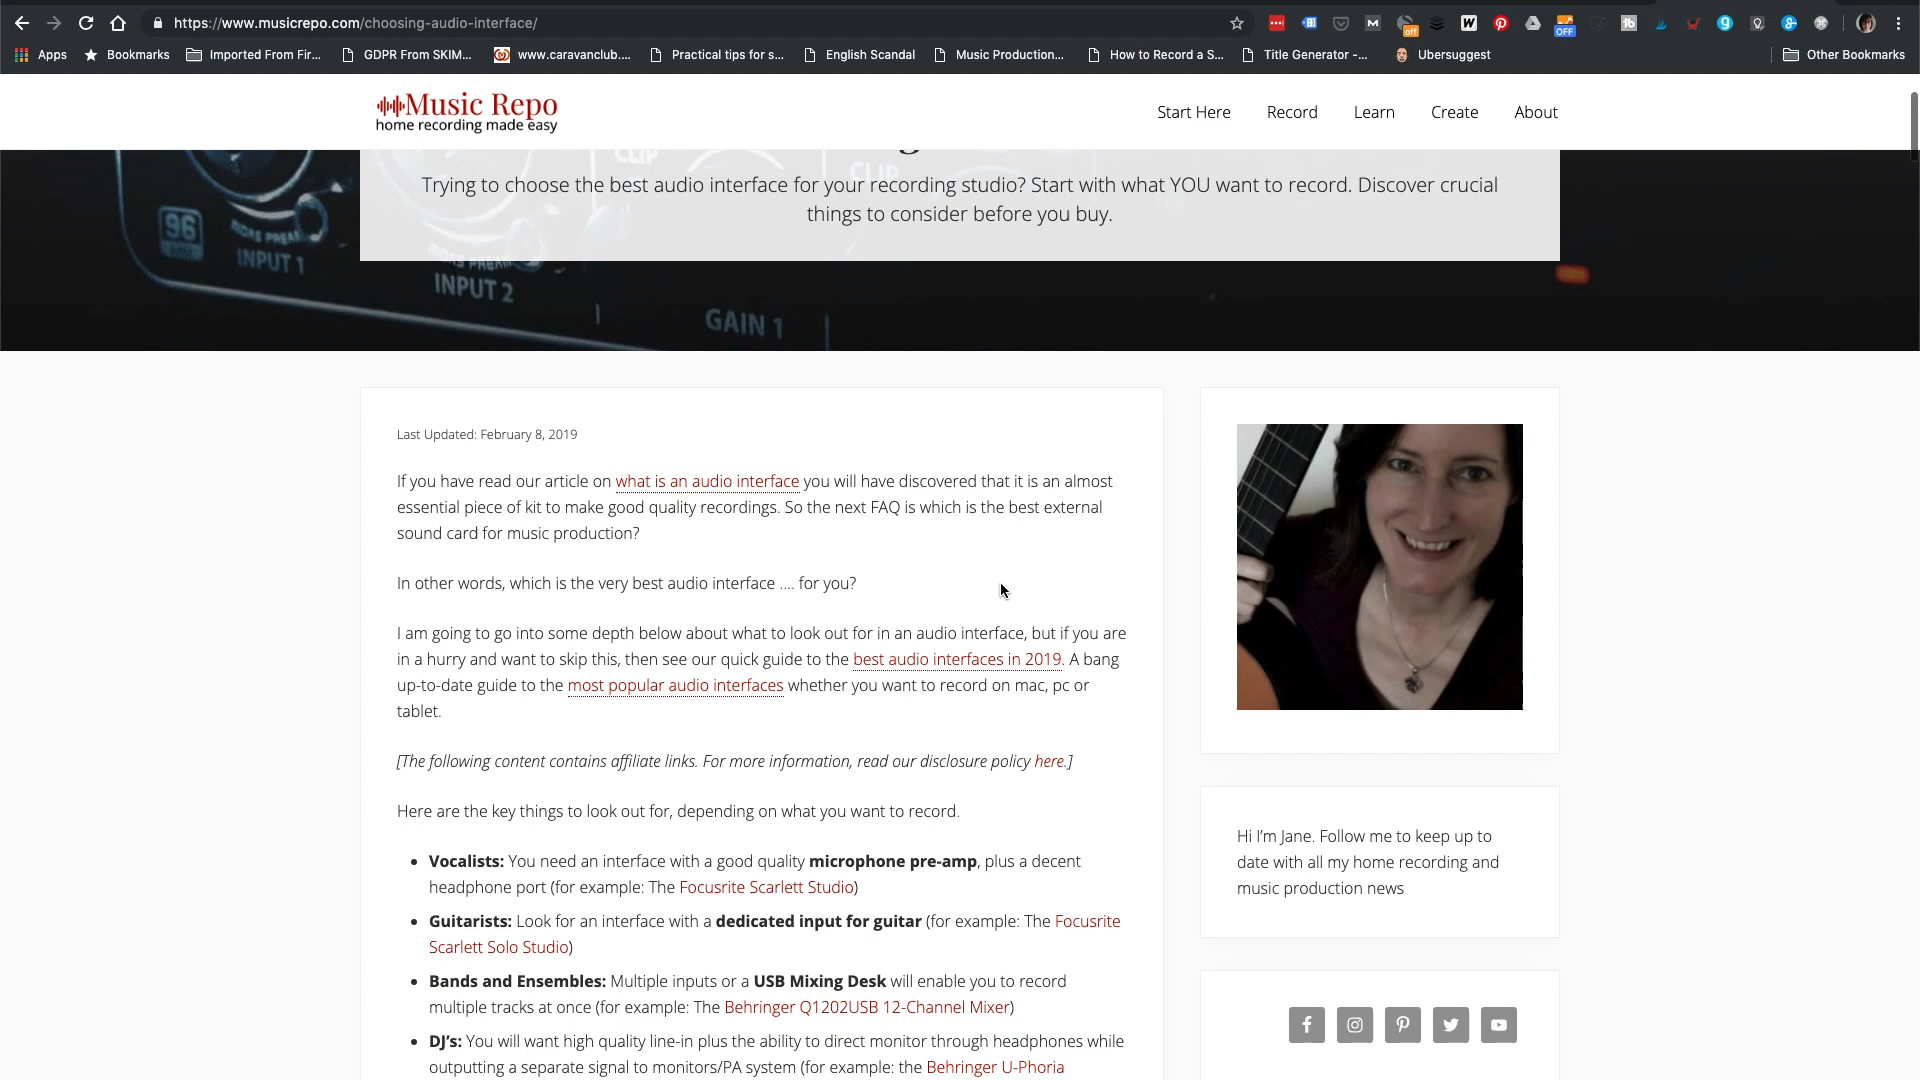 https://www.musicrepo.com/choosing-audio-interface/
off
OFF
Apps
Bookmarks
Imported From Fir...
GDPR From SKIM...
www.caravanclub....
Practical tips for s...
English Scandal
Music Production...
How to Record a S...
Title Generator -...
Ubersuggest
Other Bookmarks
Music Repo
home recording made easy
Start Here
Record
Learn
Create
About
CLIP
CLIP
Trying to choose the best audio interface for your recording studio? Start with what YOU want to record. Discover crucial
things to consider before you buy.
96
INPUT 1
INPUT 2
GAIN 1
Last Updated: February 8, 2019
If you have read our article on what is an audio interface you will have discovered that it is an almost
essential piece of kit to make good quality recordings. So the next FAQ is which is the best external
sound card for music production?
In other words, which is the very best audio interface .... for you?
I am going to go into some depth below about what to look out for in an audio interface, but if you are
in a hurry and want to skip this, then see our quick guide to the best audio interfaces in 2019. A bang
up-to-date guide to the most popular audio interfaces whether you want to record on mac, pc or
tablet.
[The following content contains affiliate links. For more information, read our disclosure policy here.]
Here are the key things to look out for, depending on what you want to record.
• Vocalists: You need an interface with a good quality microphone pre-amp, plus a decent
headphone port (for example: The Focusrite Scarlett Studio)
• Guitarists: Look for an interface with a dedicated input for guitar (for example: The Focusrite
Scarlett Solo Studio)
• Bands and Ensembles: Multiple inputs or a USB Mixing Desk will enable you to record
multiple tracks at once (for example: The Behringer Q1202USB 12-Channel Mixer)
• DJ's: You will want high quality line-in plus the ability to direct monitor through headphones while
outputting a separate signal to monitors/PA system (for example: the Behringer U-Phoria
Hi I'm Jane. Follow me to keep up to
date with all my home recording and
music production news